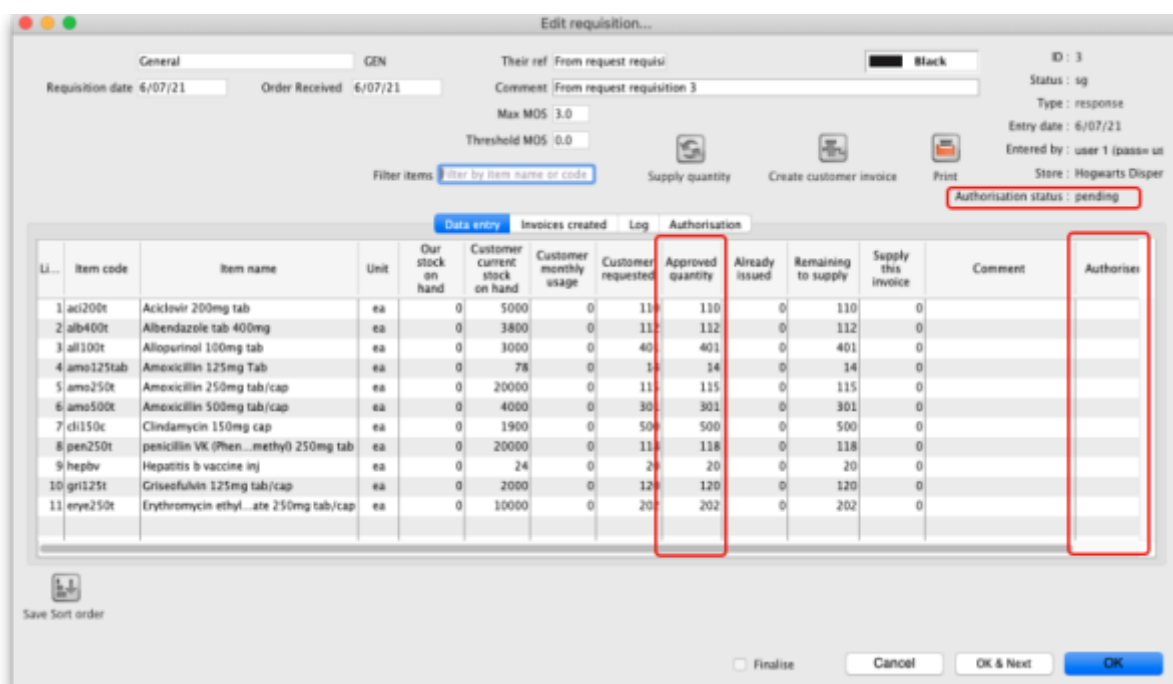 Edit requisition...
General GEN Their ref From request requisi Black ID : 3
Requisition date 6/07/21 Order Received 6/07/21 Comment From request requisition 3 Status : sg
Max MOS 3.0 Type : response
Threshold MOS 0.0 Entry date : 6/07/21
Filter items Filter by item name or code Supply quantity Create customer invoice Print Entered by : user 1 (pass= us
Store : Hogwarts Disper
Authorisation status : pending
Data entry Invoices created Log Authorisation
Li... Item code Item name Unit Our stock on hand Customer current stock on hand Customer monthly usage Customer requested Approved quantity Already issued Remaining to supply Supply this invoice Comment Authoriser
1 aci200t Aciclovir 200mg tab ea 0 5000 0 110 110 0 110 0
2 alb400t Albendazole tab 400mg ea 0 3800 0 112 112 0 112 0
3 all100t Allopurinol 100mg tab ea 0 3000 0 401 401 0 401 0
4 amo125tab Amoxicillin 125mg Tab ea 0 78 0 14 14 0 14 0
5 amo250t Amoxicillin 250mg tab/cap ea 0 20000 0 115 115 0 115 0
6 amo500t Amoxicillin 500mg tab/cap ea 0 4000 0 301 301 0 301 0
7 cli150c Clindamycin 150mg cap ea 0 1900 0 500 500 0 500 0
8 pen250t penicillin VK (Phen...methyl) 250mg tab ea 0 20000 0 118 118 0 118 0
9 hepbv Hepatitis b vaccine inj ea 0 24 0 20 20 0 20 0
10 gri125t Griseofulvin 125mg tab/cap ea 0 2000 0 120 120 0 120 0
11 erye250t Erythromycin ethyl...ate 250mg tab/cap ea 0 10000 0 202 202 0 202 0
Save Sort order
Finalise Cancel OK & Next OK